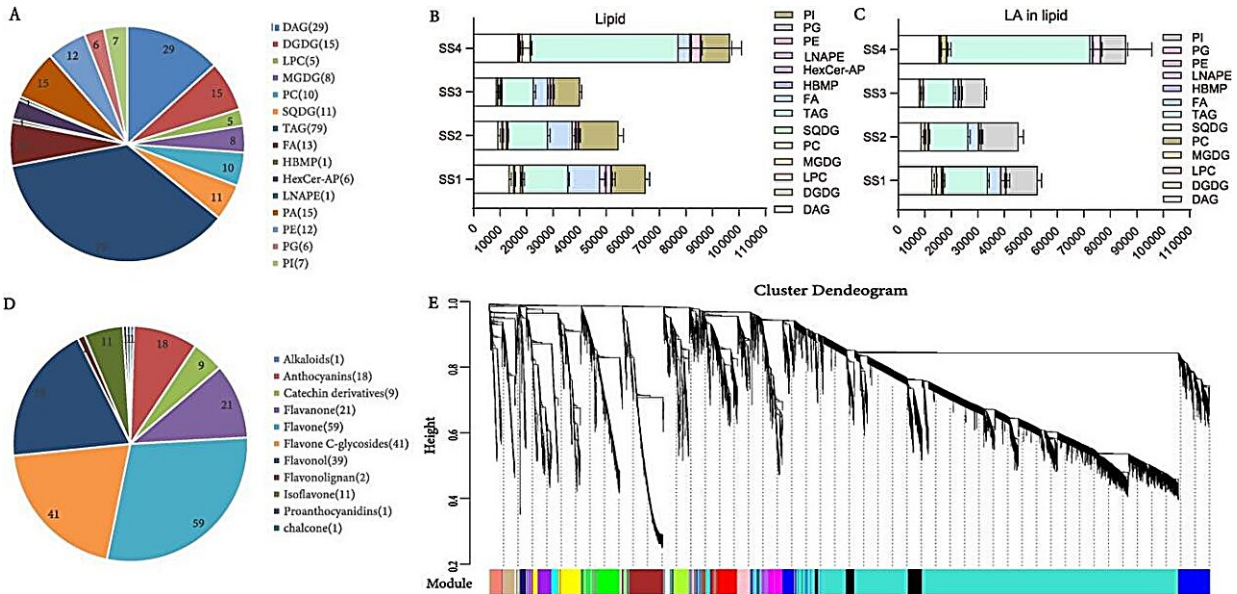 A
29
15
5
8
10
11
79
15
12
6
7
DAG(29)
DGDG(15)
LPC(5)
MGDG(8)
PC(10)
SQDG(11)
TAG(79)
FA(13)
HBMP(1)
HexCer-AP(6)
LNAPE(1)
PA(15)
PE(12)
PG(6)
PI(7)
B
Lipid
SS4
SS3
SS2
SS1
0
10000
20000
30000
40000
50000
60000
70000
80000
90000
100000
110000
PI
PG
PE
LNAPE
HexCer-AP
HBMP
FA
TAG
SQDG
PC
MGDG
LPC
DGDG
DAG
C
LA in lipid
SS4
SS3
SS2
SS1
0
10000
20000
30000
40000
50000
60000
70000
80000
90000
100000
110000
PI
PG
PE
LNAPE
HBMP
FA
TAG
SQDG
PC
MGDG
LPC
DGDG
DAG
D
18
9
21
59
41
39
11
Alkaloids(1)
Anthocyanins(18)
Catechin derivatives(9)
Flavanone(21)
Flavone(59)
Flavone C-glycosides(41)
Flavonol(39)
Flavonolignan(2)
Isoflavone(11)
Proanthocyanidins(1)
chalcone(1)
E
Cluster Dendeogram
Height
1.0
0.8
0.6
0.4
0.2
Module